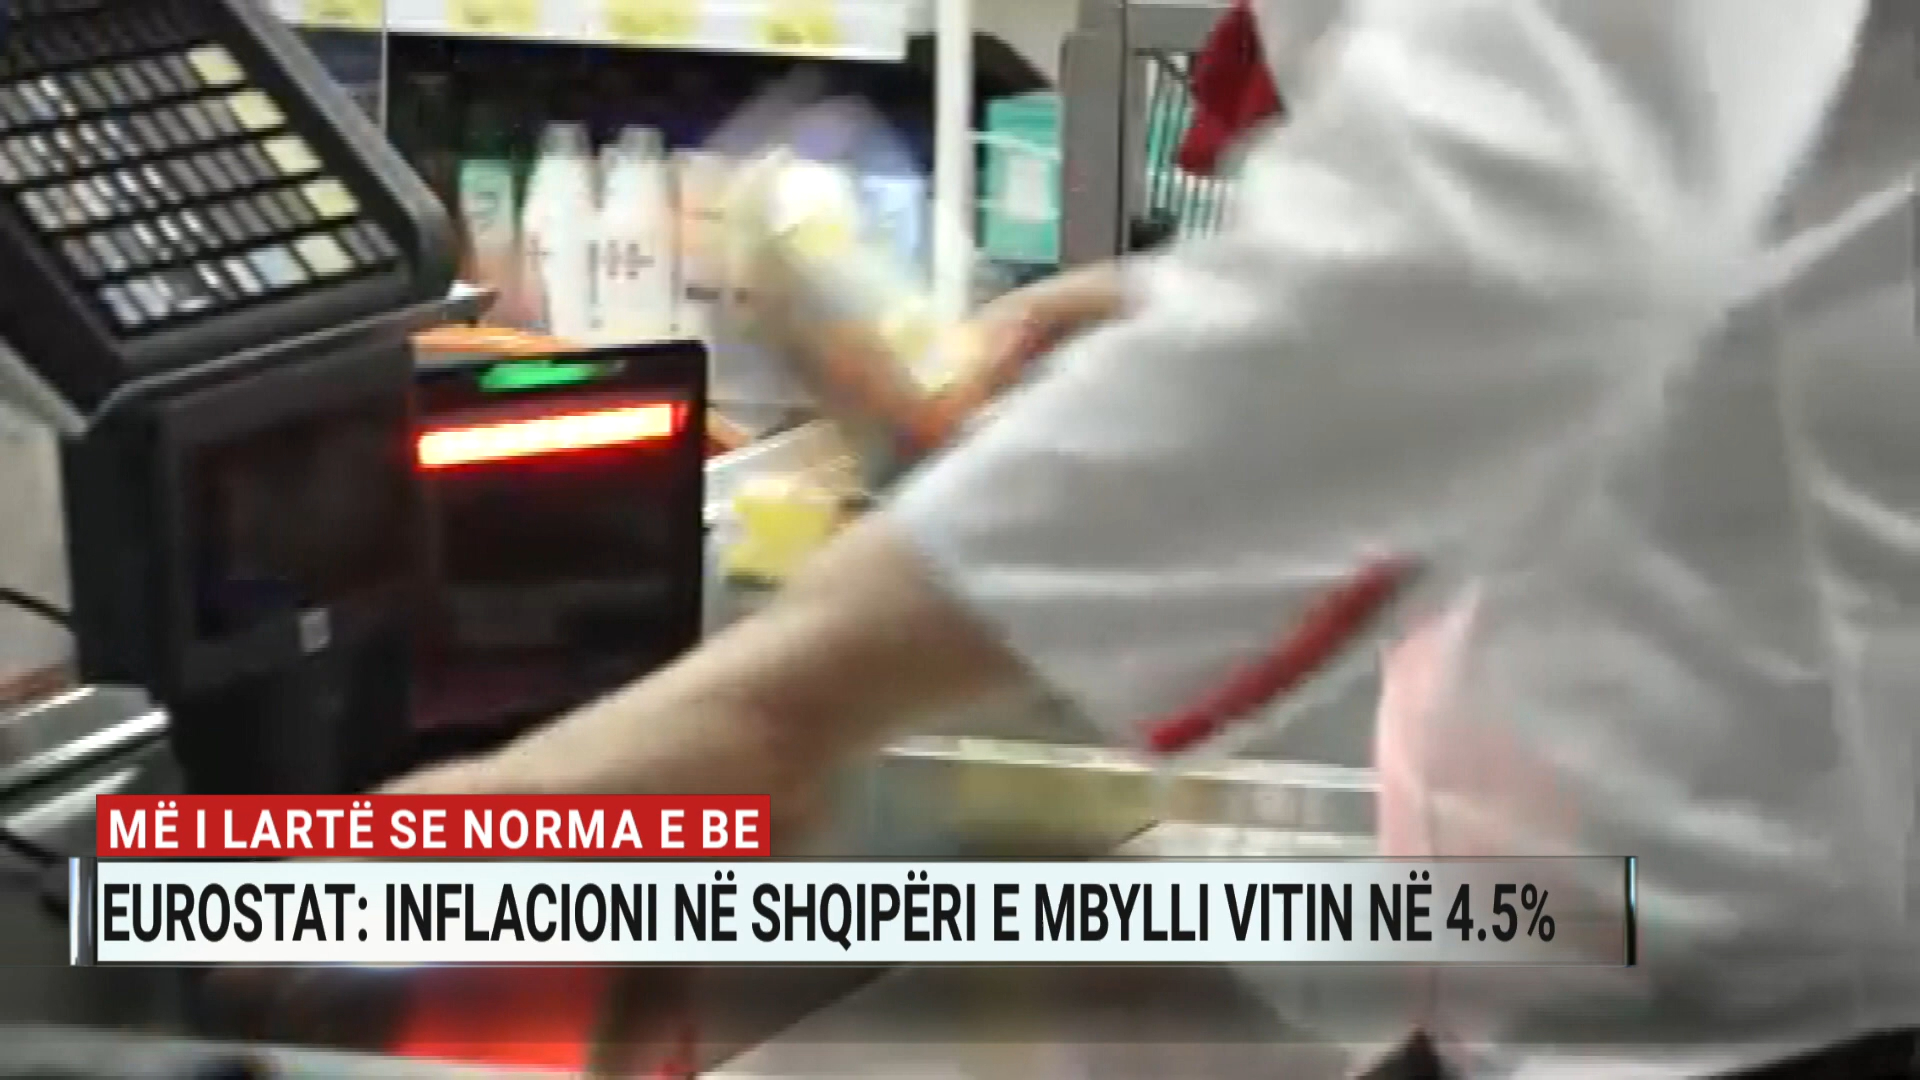 MË I LARTË SE NORMA E BE
EUROSTAT: INFLACIONI NË SHQIPËRI E MBYLLI VITIN NË 4.5%